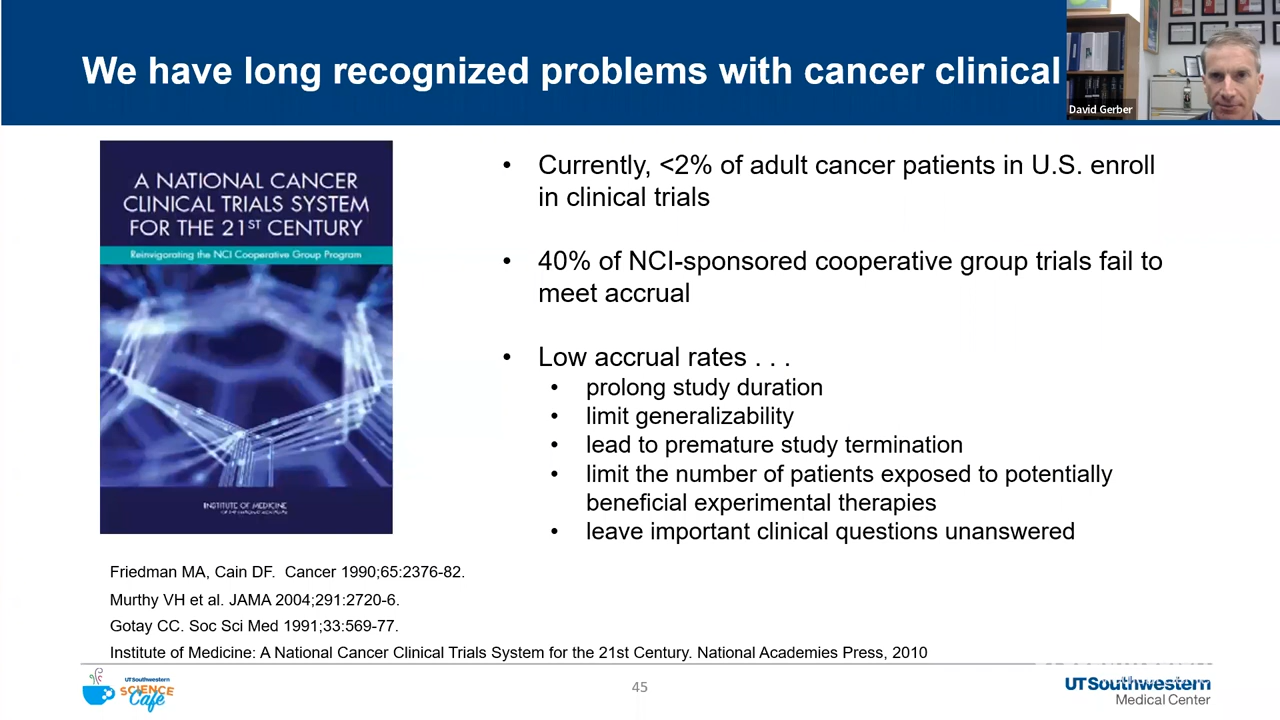 We have long recognized problems with cancer clinical
David Gerber
A NATIONAL CANCER
CLINICAL TRIALS SYSTEM
FOR THE 21ST CENTURY
Reinvigorating the NCI Cooperative Group Program
INSTITUTE OF MEDICINE
OF THE NATIONAL ACADEMIES
• Currently, <2% of adult cancer patients in U.S. enroll
in clinical trials
• 40% of NCI-sponsored cooperative group trials fail to
meet accrual
• Low accrual rates . . .
• prolong study duration
• limit generalizability
• lead to premature study termination
• limit the number of patients exposed to potentially
beneficial experimental therapies
• leave important clinical questions unanswered
Friedman MA, Cain DF. Cancer 1990;65:2376-82.
Murthy VH et al. JAMA 2004;291:2720-6.
Gotay CC. Soc Sci Med 1991;33:569-77.
Institute of Medicine: A National Cancer Clinical Trials System for the 21st Century. National Academies Press, 2010
UTSouthwestern
SCIENCE
Café
45
UTSouthwestern
Medical Center